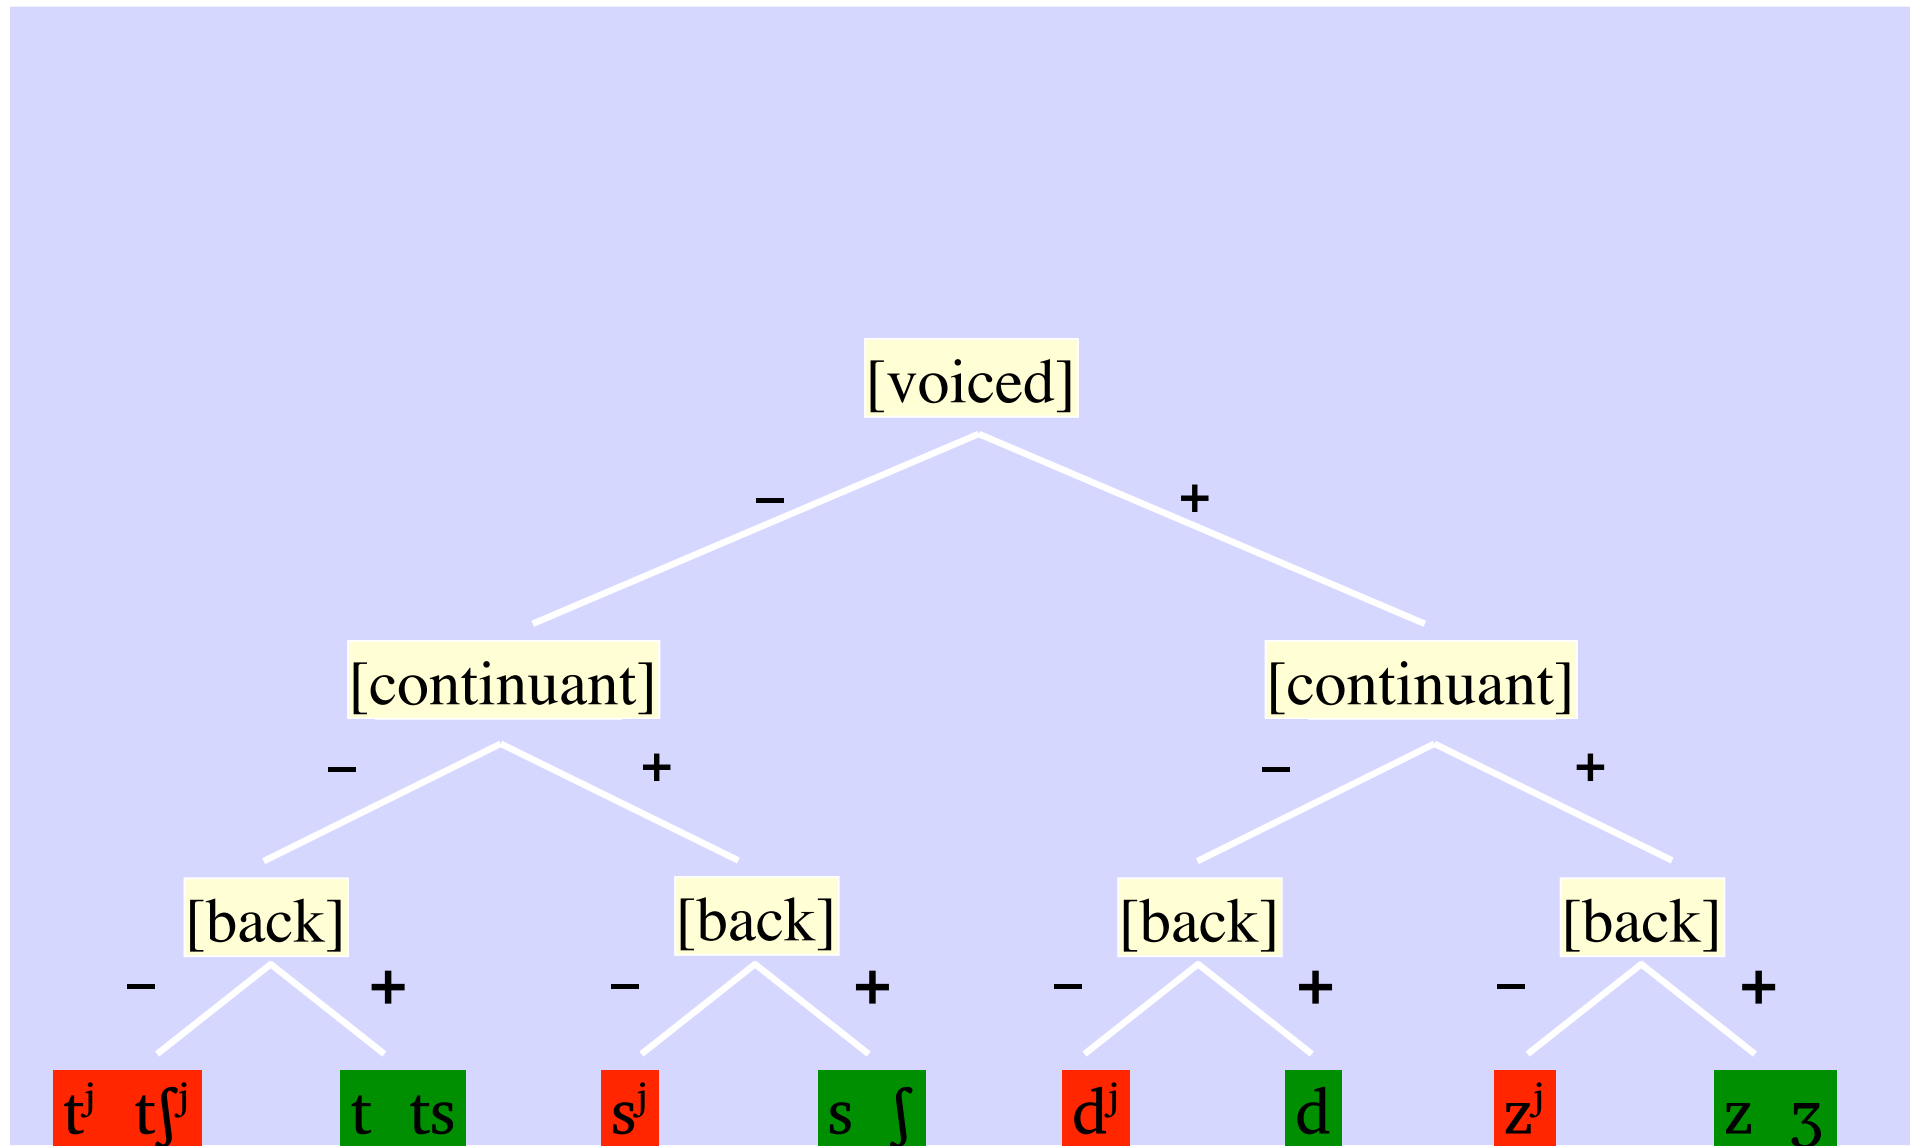 [voiced]
– +
[continuant] [continuant]
– + – +
[back] [back] [back] [back]
– + – + – + – +
tʲ tʃʲ t ts sʲ s ʃ dʲ d zʲ z ʒ